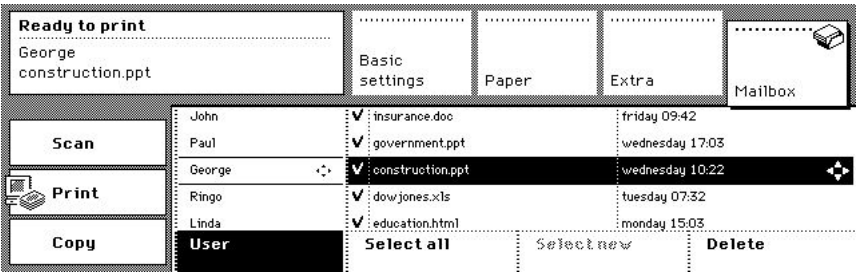 Ready to print
George
construction.ppt
Basic
settings
Paper
Extra
Mailbox
Scan
Print
Copy
John ✓ insurance.doc friday 09:42
Paul ✓ government.ppt wednesday 17:03
George ✓ construction.ppt wednesday 10:22
Ringo ✓ dowjones.xls tuesday 07:32
Linda ✓ education.html monday 15:03
User Select all Select new Delete